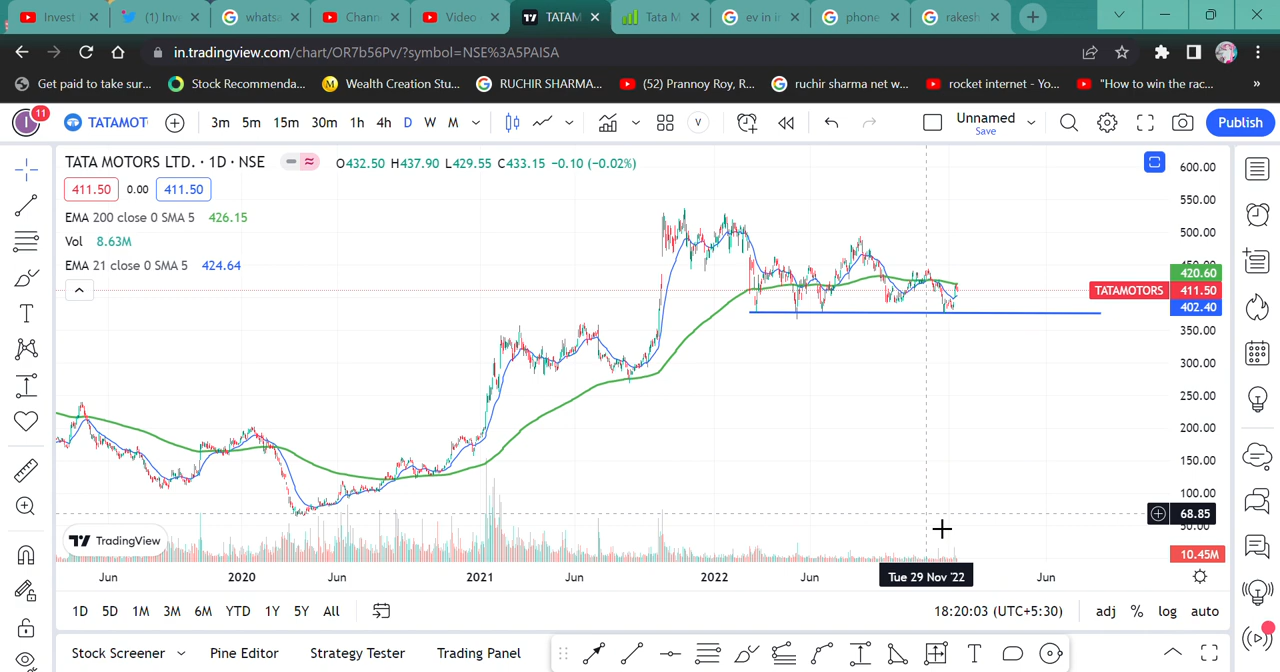 Invest
(1) Inv
whatsa
Chann
Video
TATAM
Tata M
ev in in
phone
rakesh
in.tradingview.com/chart/OR7b56Pv/?symbol=NSE%3A5PAISA
Get paid to take sur...
Stock Recommenda...
Wealth Creation Stu...
RUCHIR SHARMA...
(52) Prannoy Roy, R...
ruchir sharma net w...
rocket internet - Yo...
"How to win the rac...
»
I
11
TATAMOT
3m 5m 15m 30m 1h 4h D W M
V
Unnamed
Save
Publish
TATA MOTORS LTD. · 1D · NSE
O432.50 H437.90 L429.55 C433.15 -0.10 (-0.02%)
411.50 0.00 411.50
EMA 200 close 0 SMA 5 426.15
Vol 8.63M
EMA 21 close 0 SMA 5 424.64
600.00
550.00
500.00
450.00
420.60
TATAMOTORS 411.50
402.40
350.00
300.00
250.00
200.00
150.00
100.00
68.85
50.00
10.45M
TradingView
Jun 2020 Jun 2021 Jun 2022 Jun Tue 29 Nov '22 Jun
1D 5D 1M 3M 6M YTD 1Y 5Y All
18:20:03 (UTC+5:30) adj % log auto
Stock Screener Pine Editor Strategy Tester Trading Panel